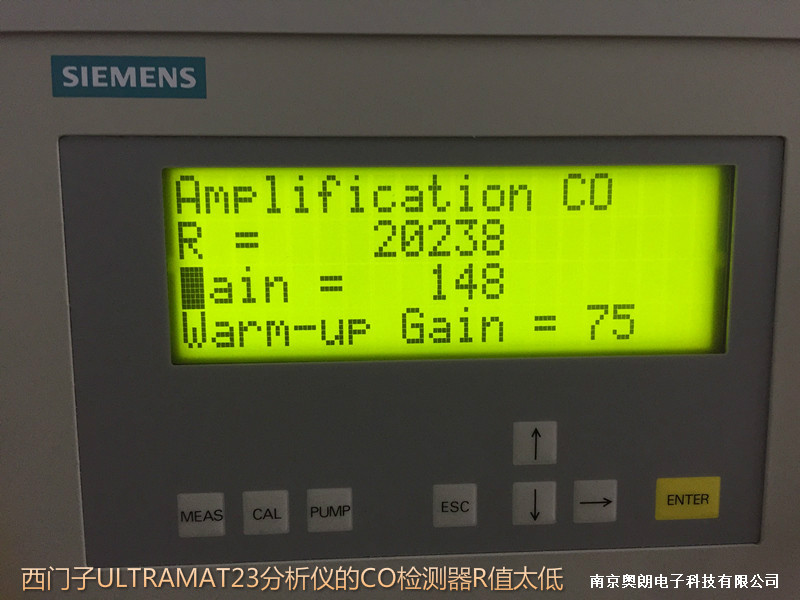 SIEMENS
Amplification CO
R = 20238
ain = 148
Warm-up Gain = 75
MEAS CAL PUMP ESC ↑ ↓ → ENTER
西门子ULTRAMAT23分析仪的CO检测器R值太低
南京奥朗电子科技有限公司